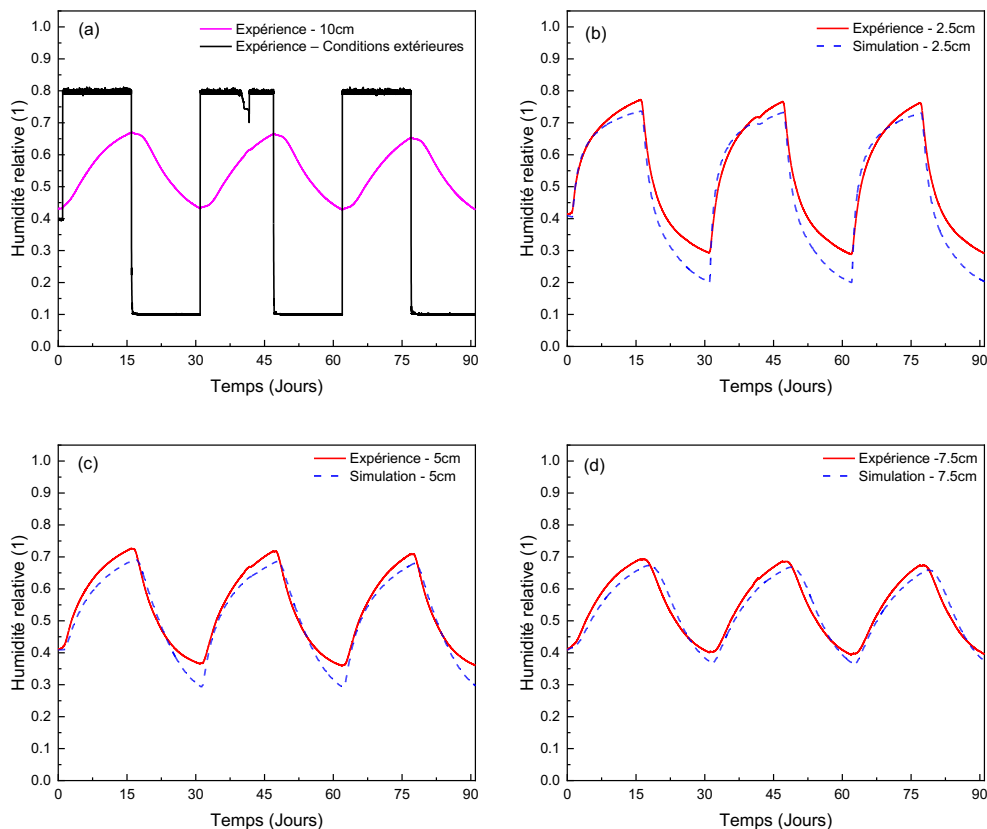 (a)
Expérience - 10cm
Expérience – Conditions extérieures
Humidité relative (1)
1.0
0.9
0.8
0.7
0.6
0.5
0.4
0.3
0.2
0.1
0.0
0 15 30 45 60 75 90
Temps (Jours)
(b)
Expérience - 2.5cm
Simulation - 2.5cm
Humidité relative (1)
1.0
0.9
0.8
0.7
0.6
0.5
0.4
0.3
0.2
0.1
0.0
0 15 30 45 60 75 90
Temps (Jours)
(c)
Expérience - 5cm
Simulation - 5cm
Humidité relative (1)
1.0
0.9
0.8
0.7
0.6
0.5
0.4
0.3
0.2
0.1
0.0
0 15 30 45 60 75 90
Temps (Jours)
(d)
Expérience -7.5cm
Simulation - 7.5cm
Humidité relative (1)
1.0
0.9
0.8
0.7
0.6
0.5
0.4
0.3
0.2
0.1
0.0
0 15 30 45 60 75 90
Temps (Jours)